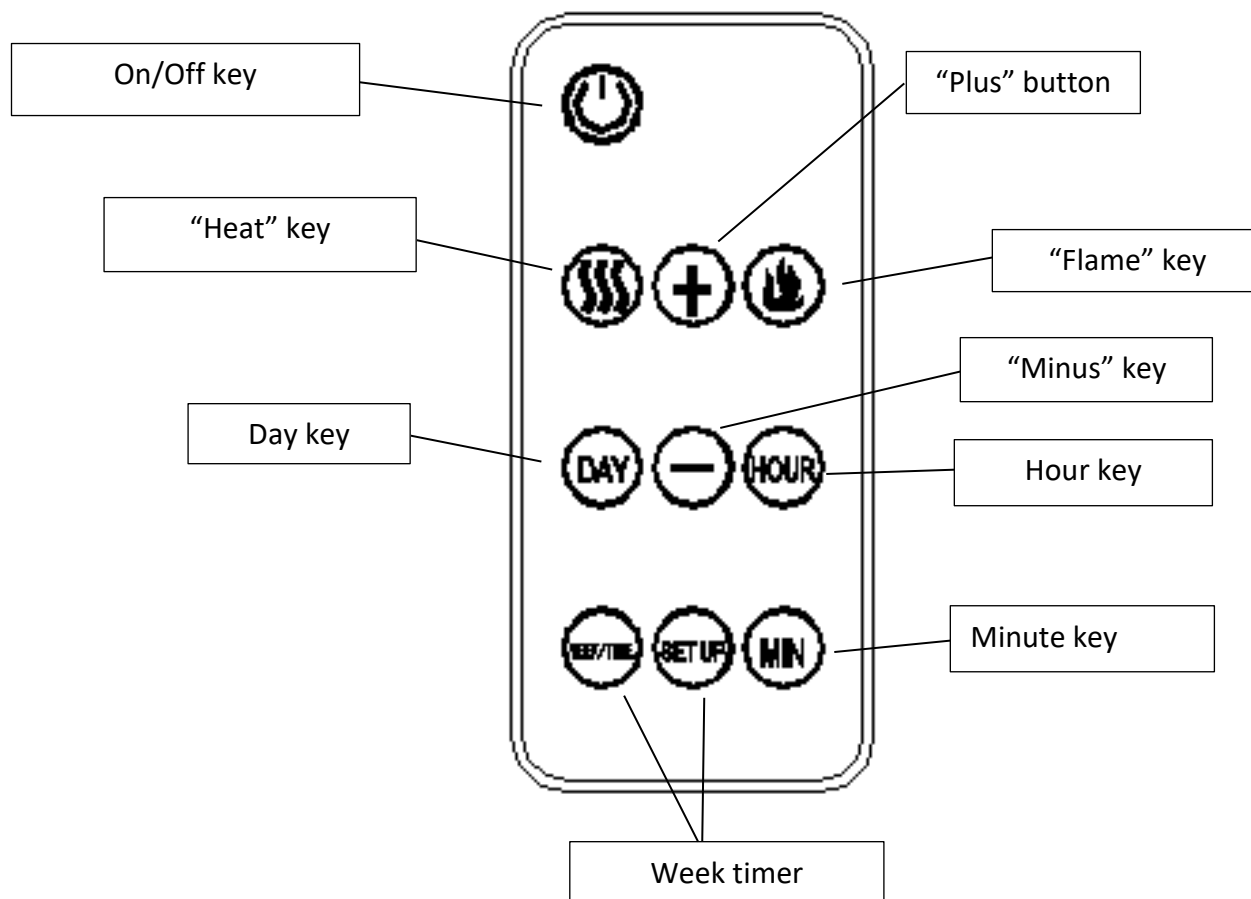 On/Off key
“Plus” button
“Heat” key
“Flame” key
“Minus” key
Day key
DAY
HOUR
Hour key
SET UP
MIN
Minute key
Week timer